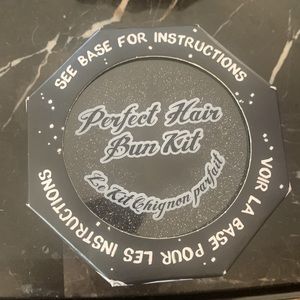 SEE BASE FOR INSTRUCTIONS
Perfect Hair
Bun Kit
Le Kit Chignon parfait
VOIR LA BASE POUR LES INSTRUCTIONS